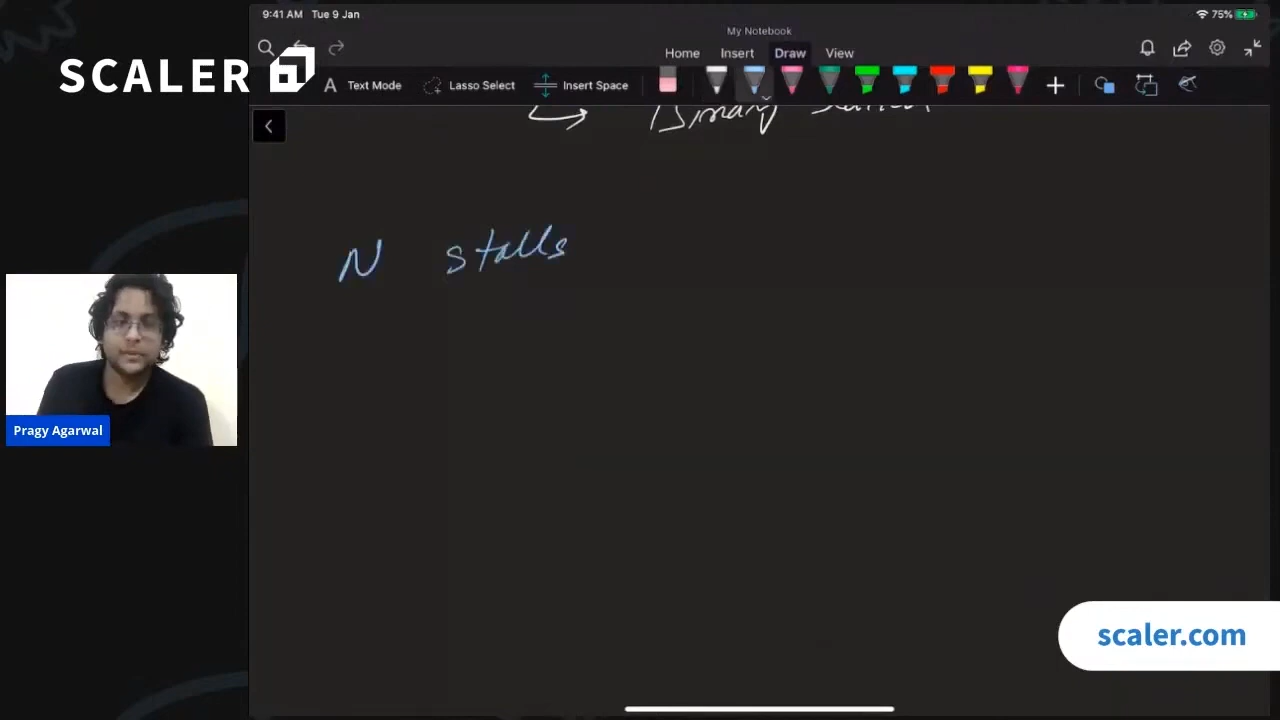 9:41 AM Tue 9 Jan
75%
My Notebook
SCALER
Home Insert Draw View
Text Mode Lasso Select Insert Space
Binary
N stalls
Pragy Agarwal
scaler.com